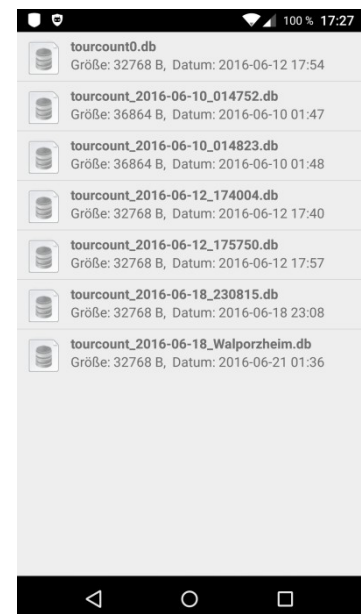 100 % 17:27
tourcount0.db
Größe: 32768 B, Datum: 2016-06-12 17:54
tourcount_2016-06-10_014752.db
Größe: 36864 B, Datum: 2016-06-10 01:47
tourcount_2016-06-10_014823.db
Größe: 36864 B, Datum: 2016-06-10 01:48
tourcount_2016-06-12_174004.db
Größe: 32768 B, Datum: 2016-06-12 17:40
tourcount_2016-06-12_175750.db
Größe: 32768 B, Datum: 2016-06-12 17:57
tourcount_2016-06-18_230815.db
Größe: 32768 B, Datum: 2016-06-18 23:08
tourcount_2016-06-18_Walporzheim.db
Größe: 32768 B, Datum: 2016-06-21 01:36